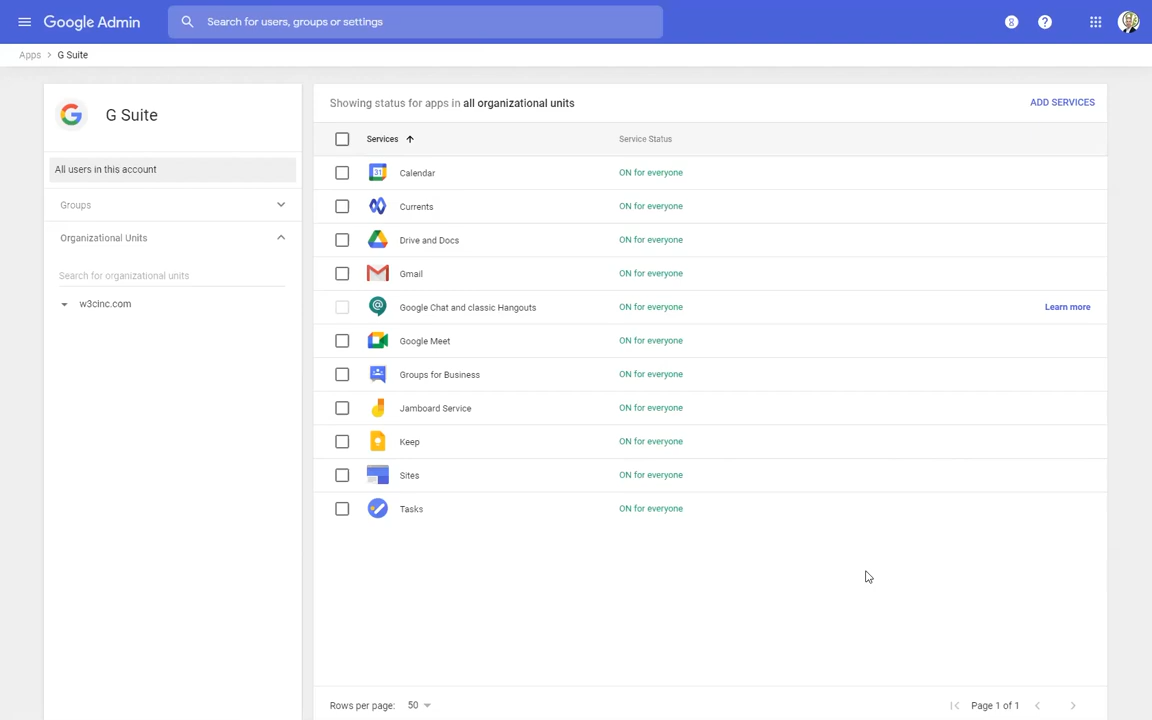 Google Admin
Search for users, groups or settings
Apps > G Suite
G Suite
All users in this account
Groups
Organizational Units
Search for organizational units
w3cinc.com
Showing status for apps in all organizational units
ADD SERVICES
Services Service Status
31 Calendar ON for everyone
Currents ON for everyone
Drive and Docs ON for everyone
Gmail ON for everyone
Google Chat and classic Hangouts ON for everyone Learn more
Google Meet ON for everyone
Groups for Business ON for everyone
Jamboard Service ON for everyone
Keep ON for everyone
Sites ON for everyone
Tasks ON for everyone
Rows per page: 50 Page 1 of 1